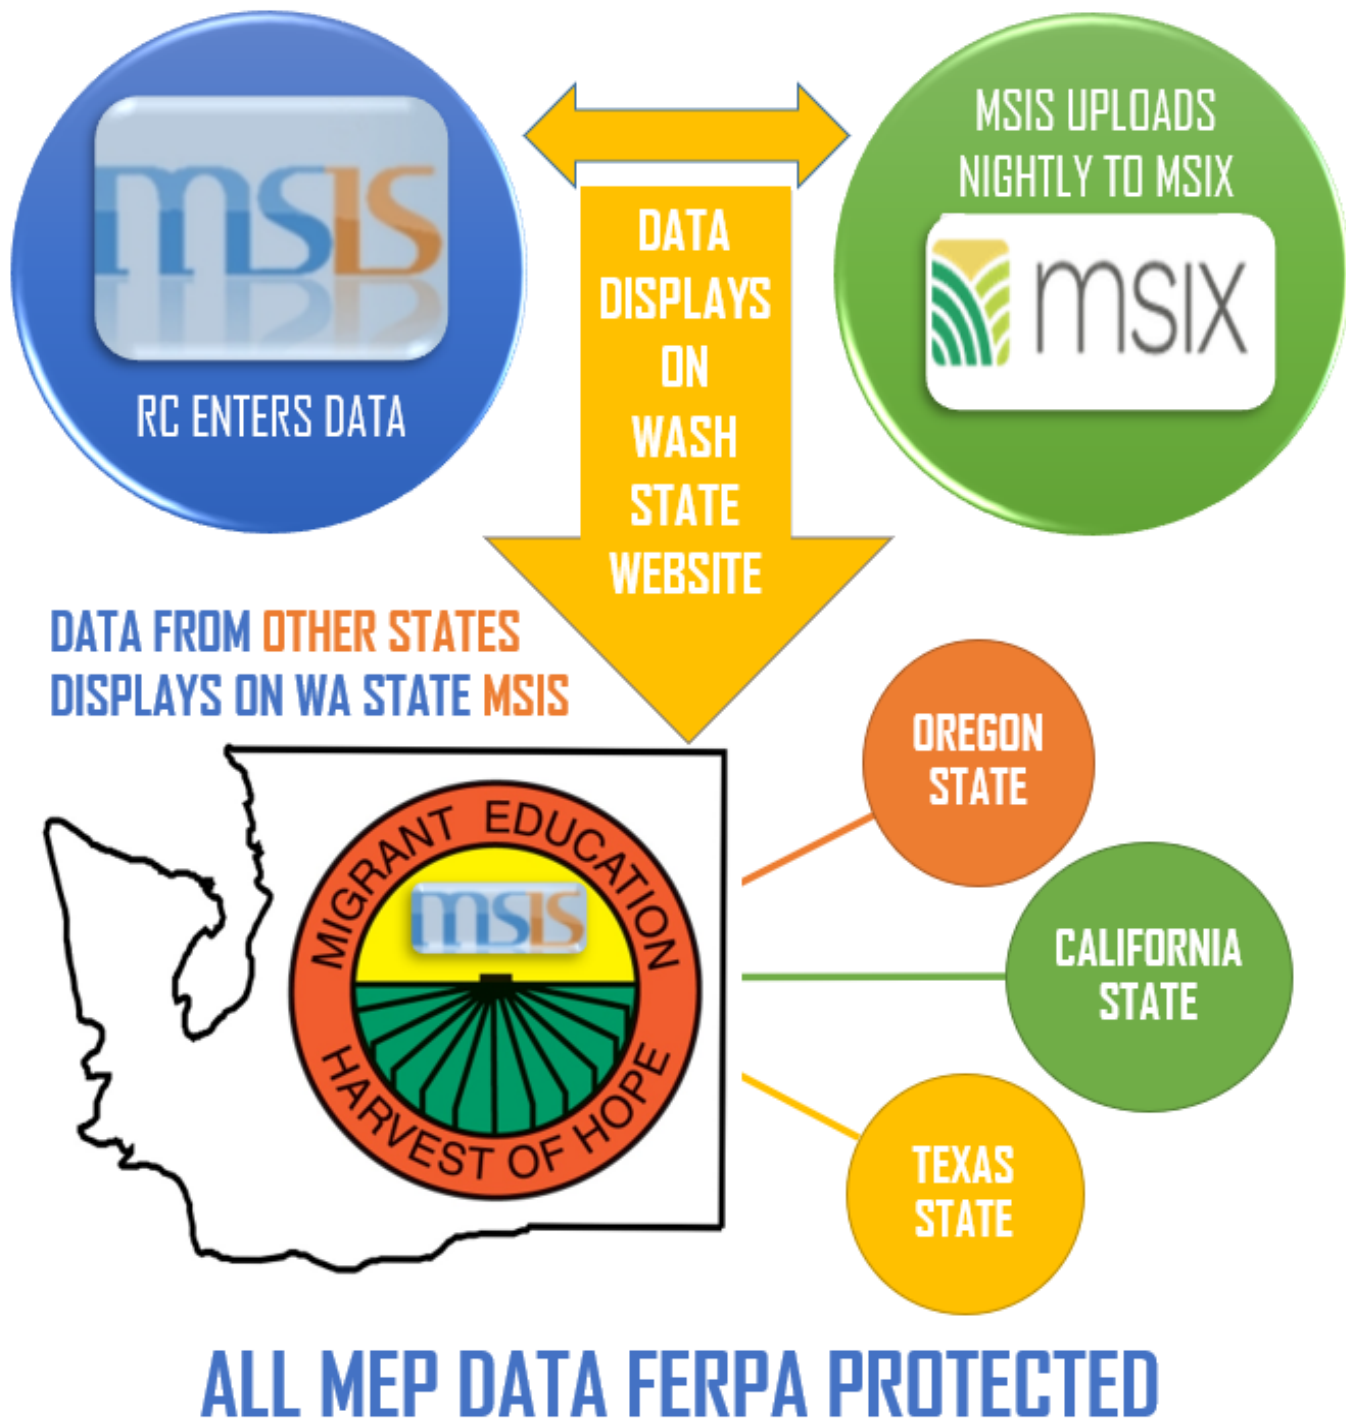 msis
RC ENTERS DATA
MSIS UPLOADS
NIGHTLY TO MSIX
msix
DATA
DISPLAYS
ON
WASH
STATE
WEBSITE
DATA FROM OTHER STATES
DISPLAYS ON WA STATE MSIS
MIGRANT EDUCATION
msis
HARVEST OF HOPE
OREGON
STATE
CALIFORNIA
STATE
TEXAS
STATE
ALL MEP DATA FERPA PROTECTED